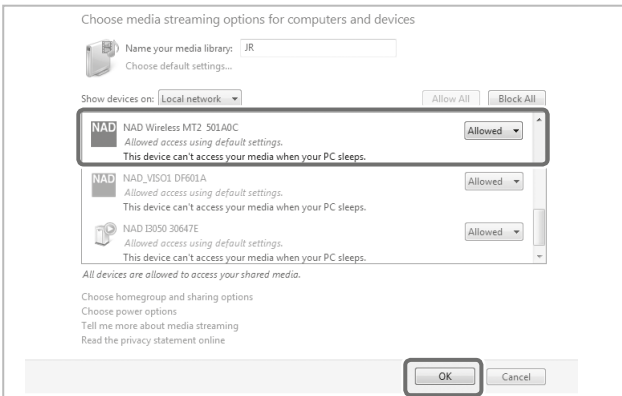 Choose media streaming options for computers and devices
Name your media library: JR
Choose default settings...
Show devices on: Local network Allow All Block All
NAD NAD Wireless MT2 501A0C Allowed
Allowed access using default settings.
This device can't access your media when your PC sleeps.
NAD NAD_VISO1 DF601A Allowed
Allowed access using default settings.
This device can't access your media when your PC sleeps.
NAD I3050 30647E Allowed
Allowed access using default settings.
This device can't access your media when your PC sleeps.
All devices are allowed to access your shared media.
Choose homegroup and sharing options
Choose power options
Tell me more about media streaming
Read the privacy statement online
OK Cancel